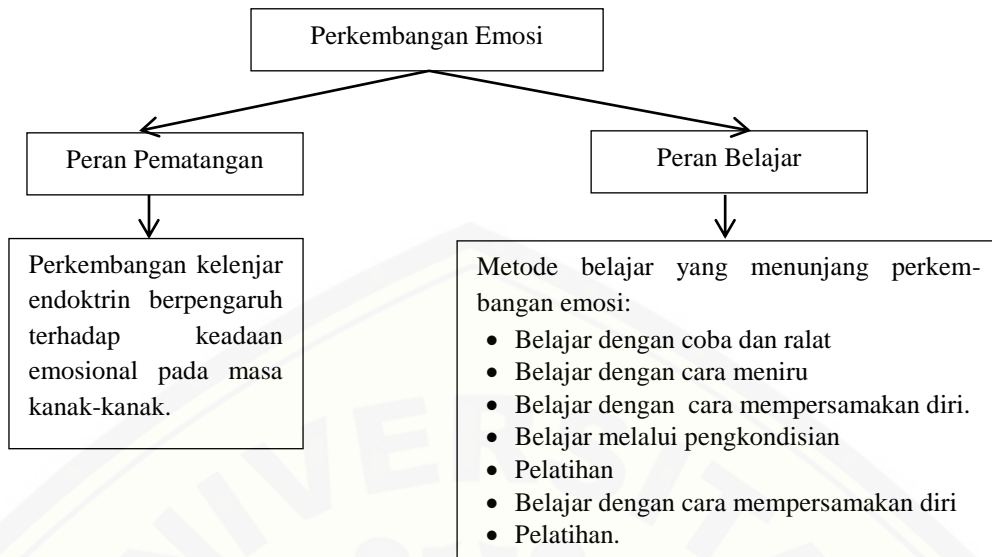 Perkembangan Emosi
Peran Pematangan
Peran Belajar
Perkembangan kelenjar
endoktrin berpengaruh
terhadap keadaan
emosional pada masa
kanak-kanak.
Metode belajar yang menunjang perkem-
bangan emosi:
• Belajar dengan coba dan ralat
• Belajar dengan cara meniru
• Belajar dengan cara mempersamakan diri.
• Belajar melalui pengkondisian
• Pelatihan
• Belajar dengan cara mempersamakan diri
• Pelatihan.